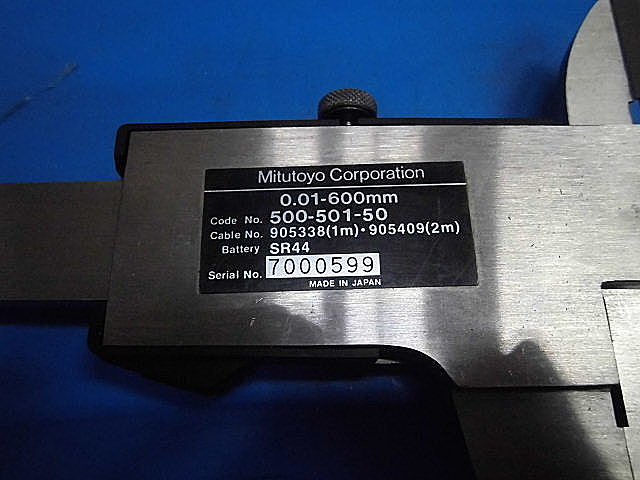 Mitutoyo Corporation
0.01-600mm
Code No. 500-501-50
Cable No. 905338(1m)·905409(2m)
Battery SR44
Serial No. 7000599
MADE IN JAPAN